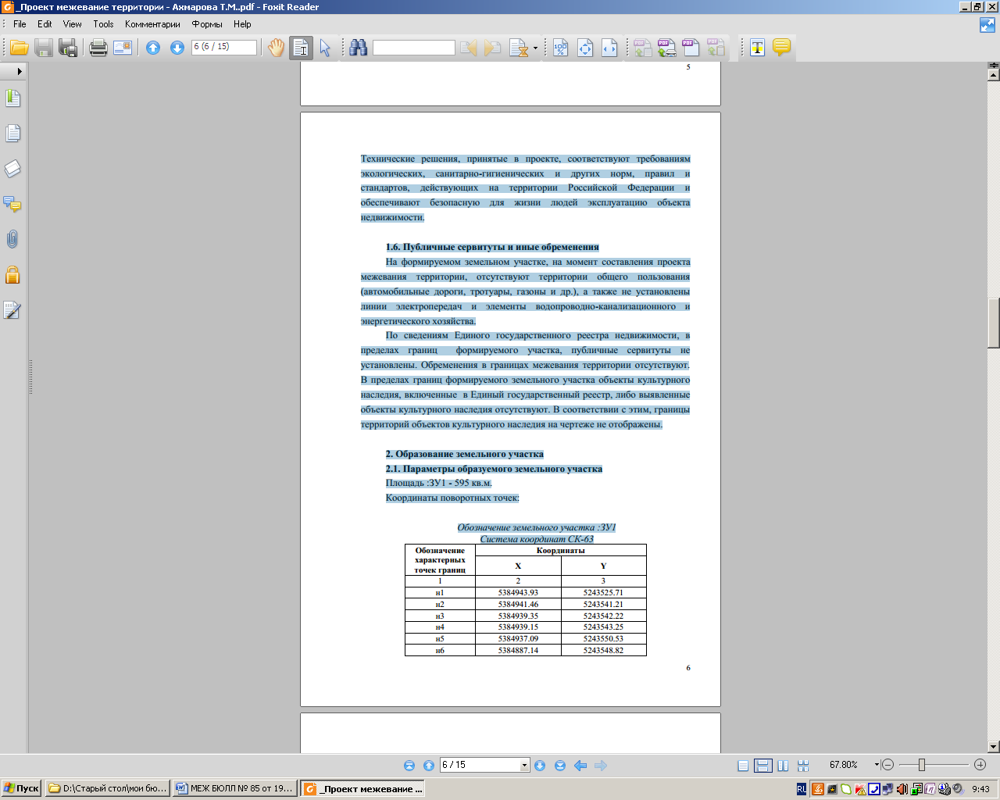 _Проект межевание территории - Ахмарова Т.М..pdf - Foxit Reader
File Edit View Tools Комментарии Формы Help
6 (6 / 15)
5
Технические решения, принятые в проекте, соответствуют требованиям
экологических, санитарно-гигиенических и других норм, правил и
стандартов, действующих на территории Российской Федерации и
обеспечивают безопасную для жизни людей эксплуатацию объекта
недвижимости.
1.6. Публичные сервитуты и иные обременения
На формируемом земельном участке, на момент составления проекта
межевания территории, отсутствуют территории общего пользования
(автомобильные дороги, тротуары, газоны и др.), а также не установлены
линии электропередач и элементы водопроводно-канализационного и
энергетического хозяйства.
По сведениям Единого государственного реестра недвижимости, в
пределах границ формируемого участка, публичные сервитуты не
установлены. Обременения в границах межевания территории отсутствуют.
В пределах границ формируемого земельного участка объекты культурного
наследия, включенные в Единый государственный реестр, либо выявленные
объекты культурного наследия отсутствуют. В соответствии с этим, границы
территорий объектов культурного наследия на чертеже не отображены.
2. Образование земельного участка
2.1. Параметры образуемого земельного участка
Площадь :ЗУ1 - 595 кв.м.
Координаты поворотных точек:
Обозначение земельного участка :ЗУ1
Система координат СК-63
Обозначение характерных точек границ Координаты
X Y
1 2 3
н1 5384943.93 5243525.71
н2 5384941.46 5243541.21
н3 5384939.35 5243542.22
н4 5384939.15 5243543.25
н5 5384937.09 5243550.53
н6 5384887.14 5243548.82
6
6 / 15 67.80%
Пуск D:\Старый стол\мои бю... МЕЖ БЮЛЛ № 85 от 19... _Проект межевание ... RU 9:43